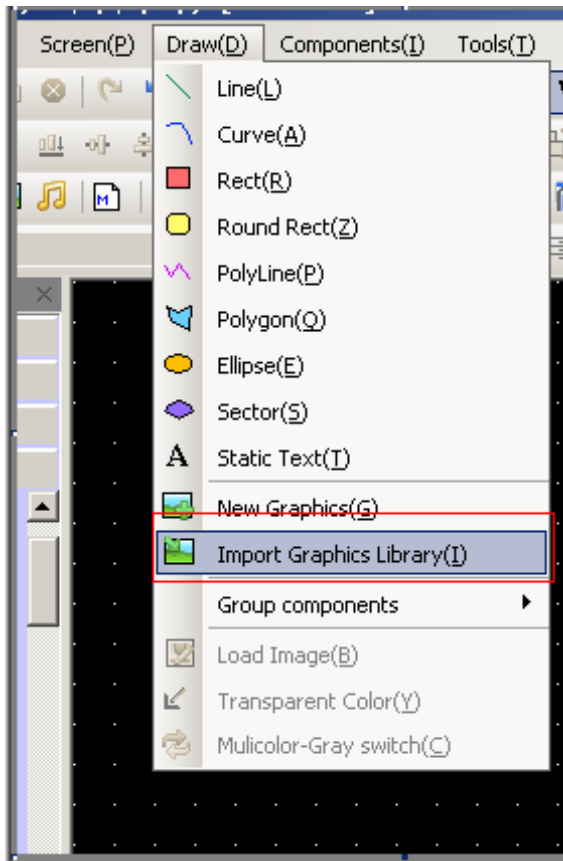 Screen(P) Draw(D) Components(I) Tools(T)
Line(L)
Curve(A)
Rect(R)
Round Rect(Z)
PolyLine(P)
Polygon(Q)
Ellipse(E)
Sector(S)
A Static Text(T)
New Graphics(G)
Import Graphics Library(I)
Group components
Load Image(B)
Transparent Color(Y)
Mulicolor-Gray switch(C)
M